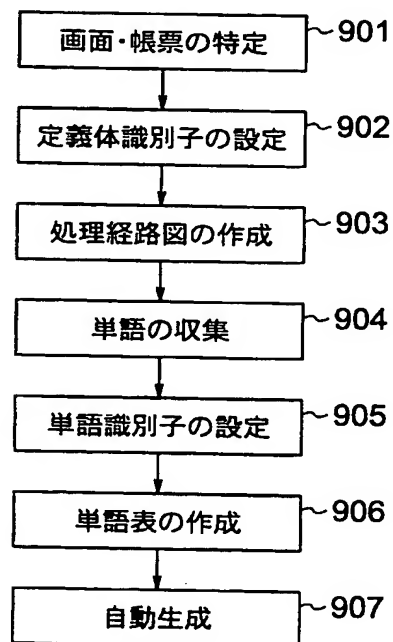 画面・帳票の特定 ~901
定義体識別子の設定 ~902
処理経路図の作成 ~903
単語の収集 ~904
単語識別子の設定 ~905
単語表の作成 ~906
自動生成 ~907